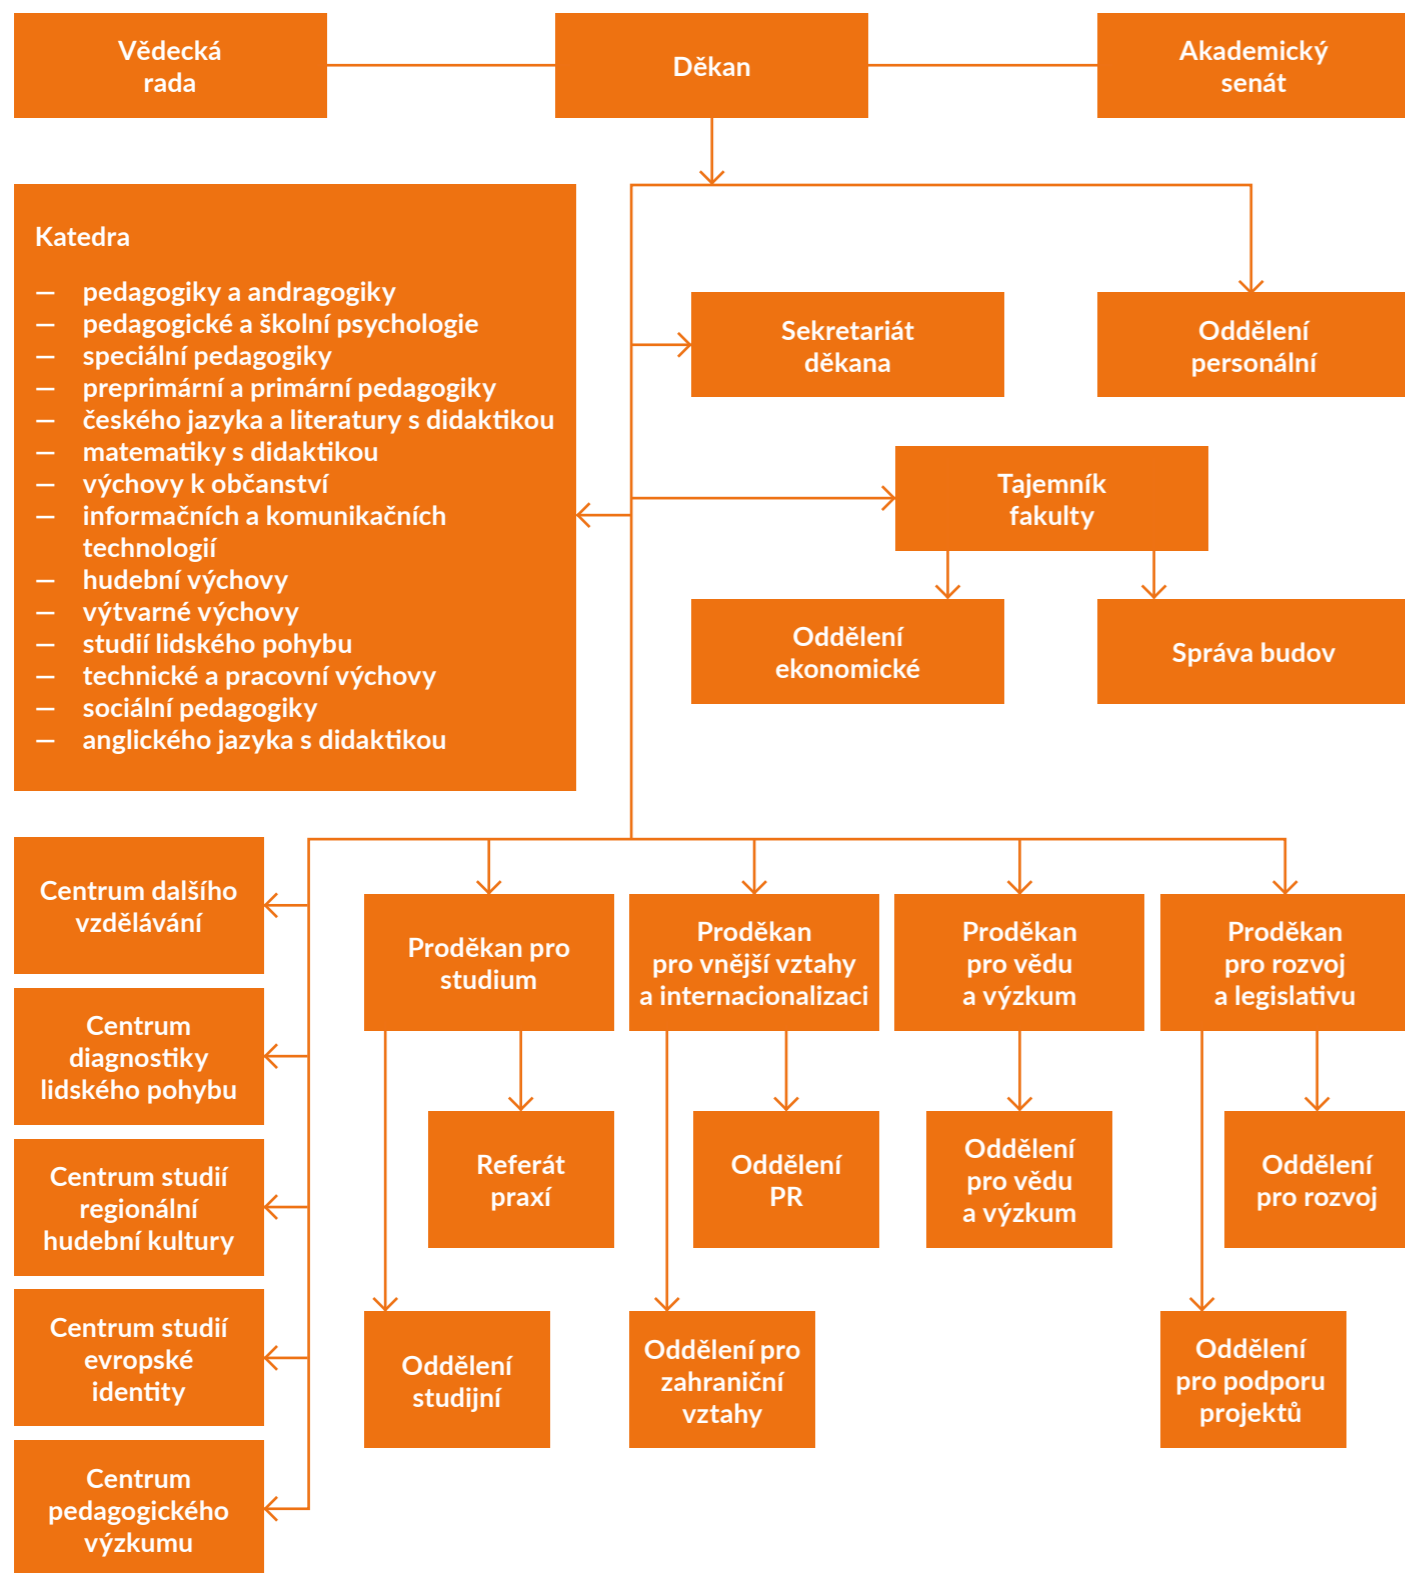 Vědecká
rada
Děkan
Akademický
senát
Katedra
— pedagogiky a andragogiky
— pedagogické a školní psychologie
— speciální pedagogiky
— preprimární a primární pedagogiky
— českého jazyka a literatury s didaktikou
— matematiky s didaktikou
— výchovy k občanství
— informačních a komunikačních
technologií
— hudební výchovy
— výtvarné výchovy
— studií lidského pohybu
— technické a pracovní výchovy
— sociální pedagogiky
— anglického jazyka s didaktikou
Sekretariát
děkana
Oddělení
personální
Tajemník
fakulty
Oddělení
ekonomické
Správa budov
Centrum dalšího
vzdělávání
Centrum
diagnostiky
lidského pohybu
Centrum studií
regionální
hudební kultury
Centrum studií
evropské
identity
Centrum
pedagogického
výzkumu
Proděkan pro
studium
Proděkan
pro vnější vztahy
a internacionalizaci
Proděkan
pro vědu
a výzkum
Proděkan
pro rozvoj
a legislativu
Referát
praxí
Oddělení
PR
Oddělení
pro vědu
a výzkum
Oddělení
pro rozvoj
Oddělení
studijní
Oddělení pro
zahraniční
vztahy
Oddělení
pro podporu
projektů